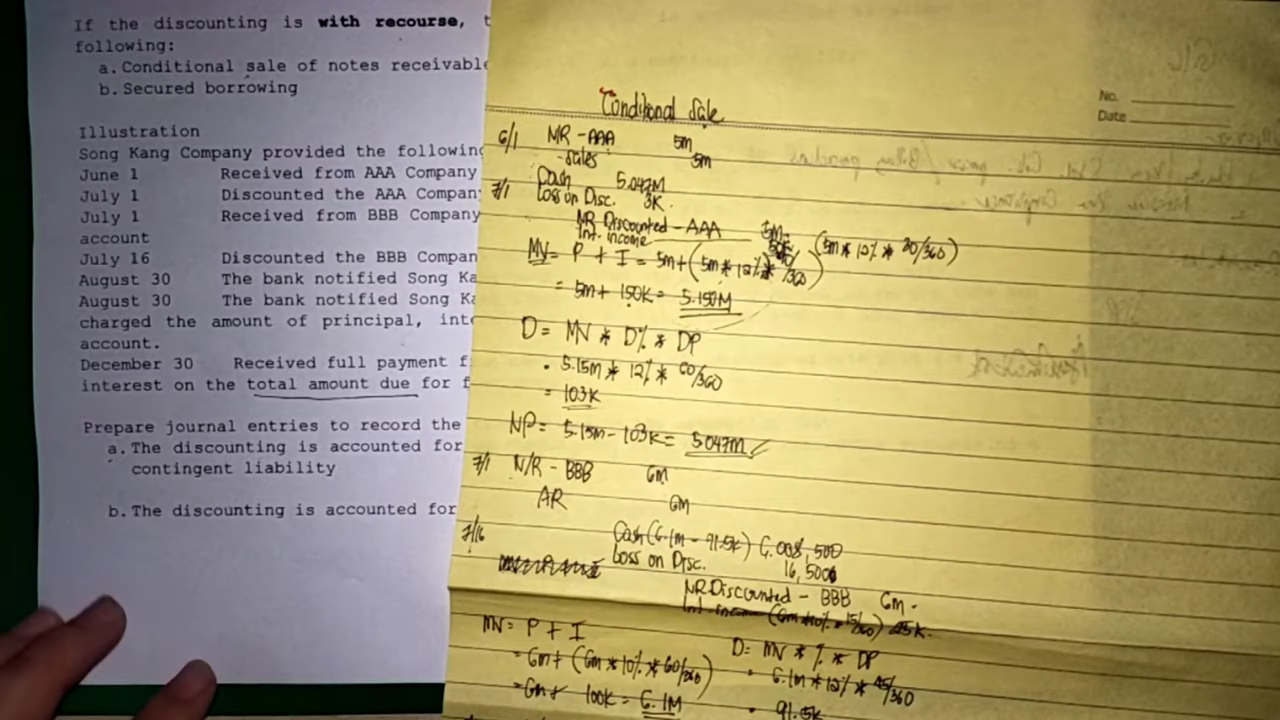 If the discounting is with recourse, t
following:
a. Conditional sale of notes receivable
b. Secured borrowing
Illustration
Song Kang Company provided the following
June 1 Received from AAA Company
July 1 Discounted the AAA Company
July 1 Received from BBB Company
account
July 16 Discounted the BBB Compan
August 30 The bank notified Song Ka
August 30 The bank notified Song Ka
charged the amount of principal, inte
account.
December 30 Received full payment f
interest on the total amount due for f
Prepare journal entries to record the
a. The discounting is accounted for
contingent liability
b. The discounting is accounted for
No.
Date
Conditional Sale
6/1 NR - AAA 5m
Sales 5m
7/1 Cash 5.047M
Loss on Disc. 3K.
NR Discounted - AAA 5m
Int. income 50K (5m * 12% * 30/360)
MV = P + I = 5m + (5m * 12% * 90/360)
= 5m + 150K = 5.150M
D = MV * D% * DP
= 5.15m * 12% * 60/360
= 103K
NP = 5.15m - 103K = 5.047M
7/1 N/R - BBB 6m
AR 6m
7/16 Cash (6.1m - 91.5K) 6,008,500
Loss on Disc. 16,500
NR Discounted - BBB 6m.
Int. income (6m * 10% * 15/360) 25K.
MV = P + I
= 6m + (6m * 10% * 60/360)
= 6m + 100K = 6.1M
D = MV * % * DP
= 6.1m * 12% * 45/360
= 91.5K